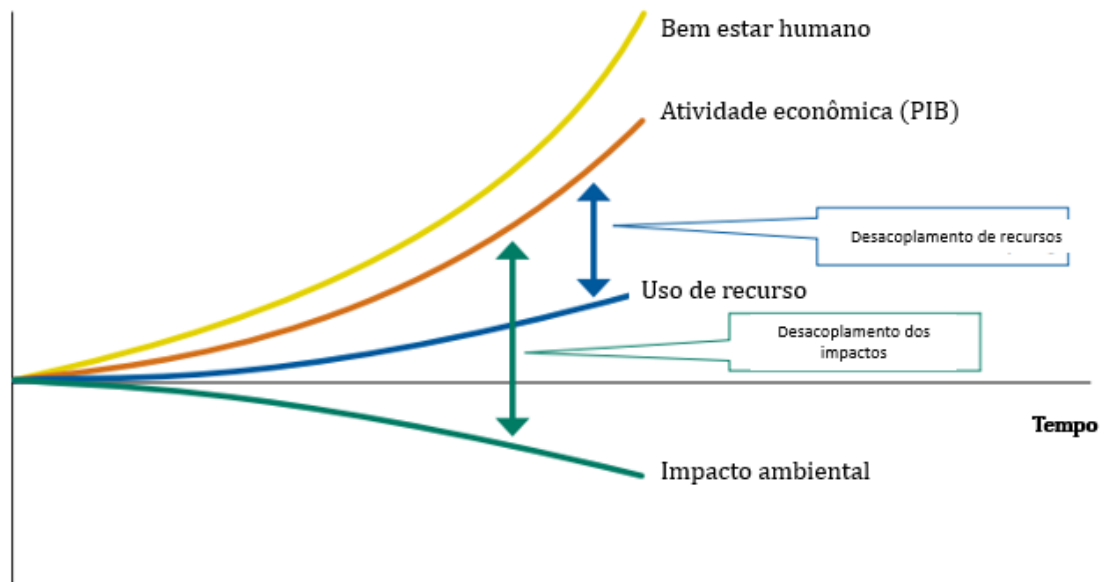 Bem estar humano
Atividade econômica (PIB)
Desacoplamento de recursos
Uso de recurso
Desacoplamento dos
impactos
Tempo
Impacto ambiental